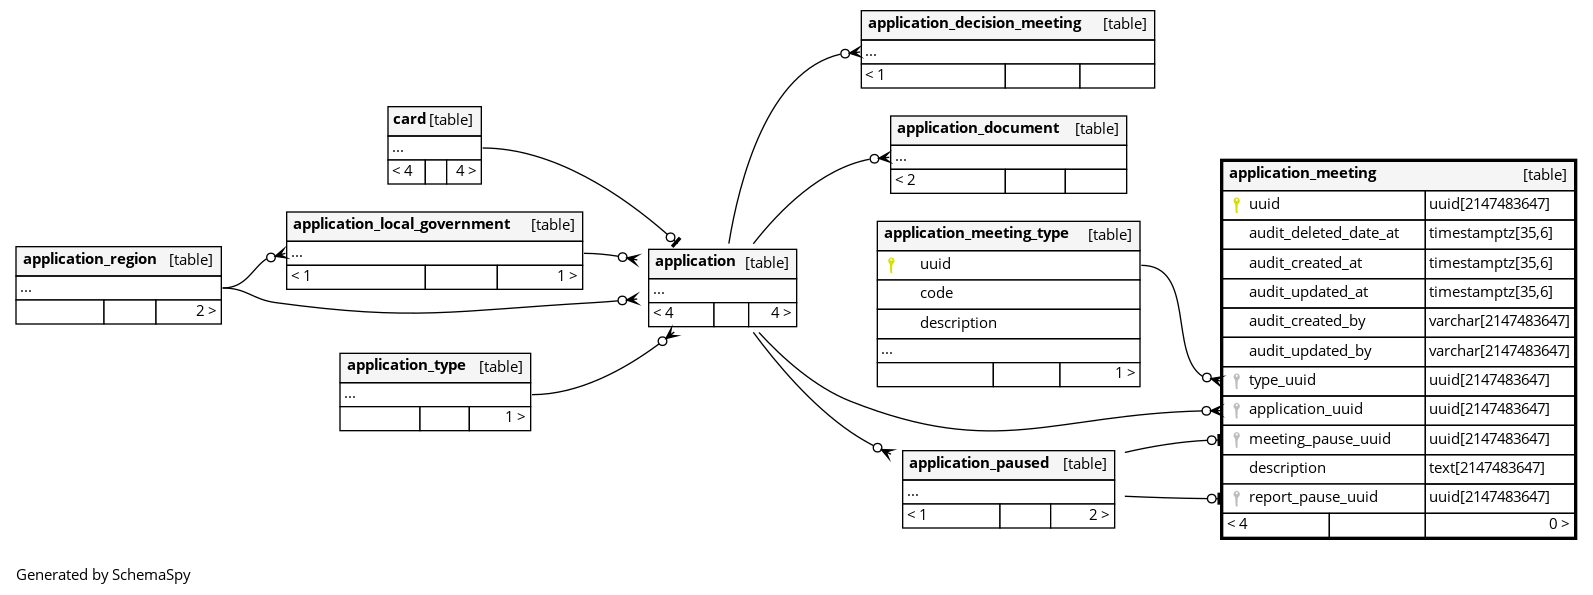 application_decision_meeting [table]
...
< 1
card [table]
...
< 4 4 >
application_document [table]
...
< 2
application_meeting [table]
uuid uuid[2147483647]
audit_deleted_date_at timestamptz[35,6]
audit_created_at timestamptz[35,6]
audit_updated_at timestamptz[35,6]
audit_created_by varchar[2147483647]
audit_updated_by varchar[2147483647]
type_uuid uuid[2147483647]
application_uuid uuid[2147483647]
meeting_pause_uuid uuid[2147483647]
description text[2147483647]
report_pause_uuid uuid[2147483647]
< 4 0 >
application_local_government [table]
...
< 1 1 >
application_region [table]
...
2 >
application [table]
...
< 4 4 >
application_meeting_type [table]
uuid
code
description
...
1 >
application_type [table]
...
1 >
application_paused [table]
...
< 1 2 >
Generated by SchemaSpy